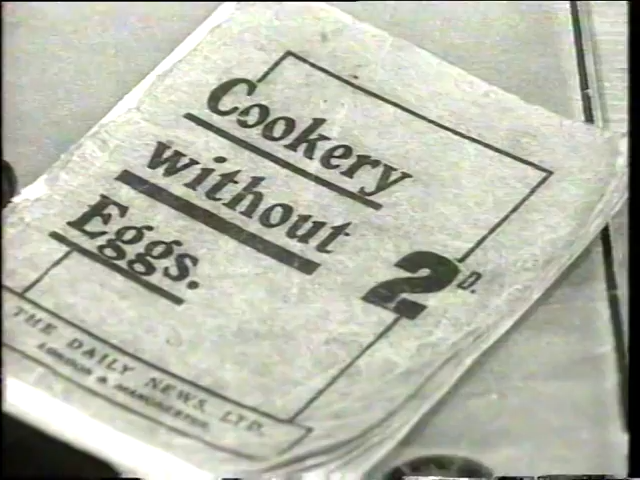 Cookery
without
Eggs.
2D.
THE DAILY NEWS, LTD.
LONDON & MANCHESTER.